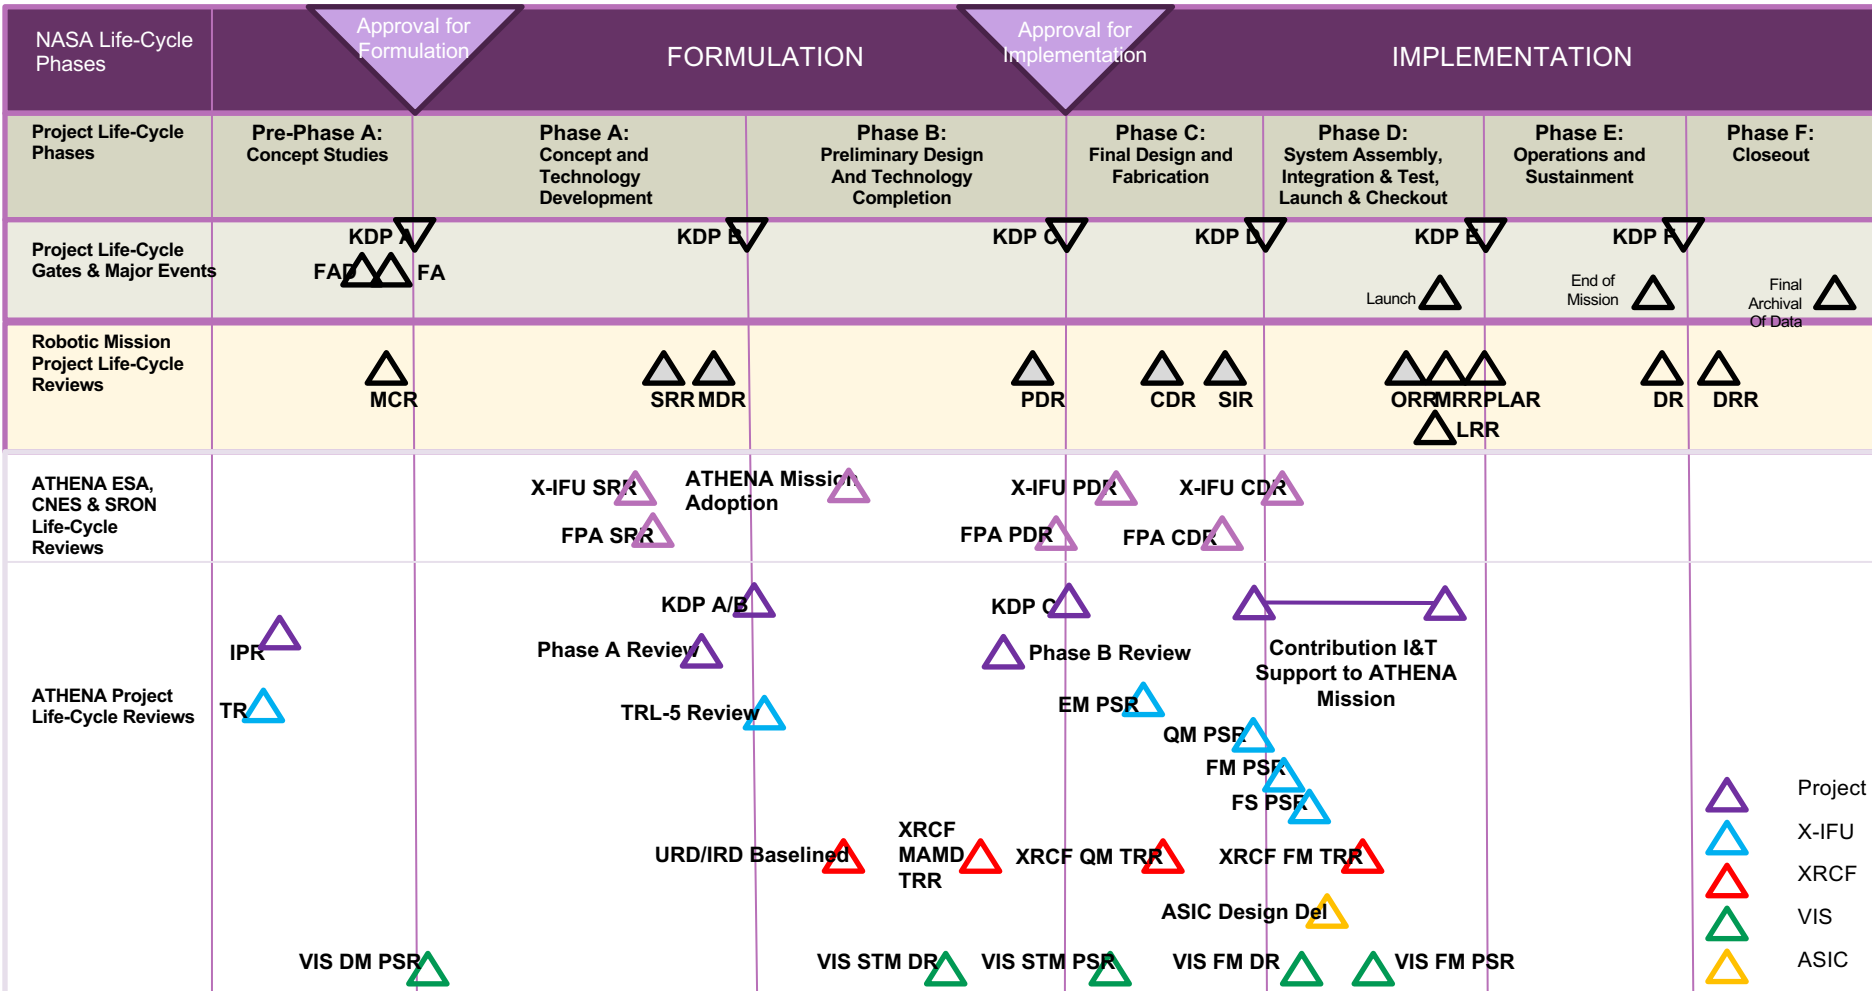 NASA Life-Cycle
Phases
Approval for
Formulation
FORMULATION
Approval for
Implementation
IMPLEMENTATION
Project Life-Cycle
Phases
Pre-Phase A:
Concept Studies
Phase A:
Concept and
Technology
Development
Phase B:
Preliminary Design
And Technology
Completion
Phase C:
Final Design and
Fabrication
Phase D:
System Assembly,
Integration & Test,
Launch & Checkout
Phase E:
Operations and
Sustainment
Phase F:
Closeout
Project Life-Cycle
Gates & Major Events
KDP A
KDP B
KDP C
KDP D
KDP E
KDP F
FAD
FA
Launch
End of
Mission
Final
Archival
Of Data
Robotic Mission
Project Life-Cycle
Reviews
MCR
SRR
MDR
PDR
CDR
SIR
ORR
MRR
PLAR
DR
DRR
LRR
ATHENA ESA,
CNES & SRON
Life-Cycle
Reviews
X-IFU SRR
ATHENA Mission
Adoption
X-IFU PDR
X-IFU CDR
FPA SRR
FPA PDR
FPA CDR
ATHENA Project
Life-Cycle Reviews
KDP A/B
KDP C
IPR
Phase A Review
Phase B Review
Contribution I&T
Support to ATHENA
Mission
TR
TRL-5 Review
EM PSR
QM PSR
FM PSR
FS PSR
URD/IRD Baselined
XRCF
MAMD
TRR
XRCF QM TRR
XRCF FM TRR
ASIC Design Del
VIS DM PSR
VIS STM DR
VIS STM PSR
VIS FM DR
VIS FM PSR
Project
X-IFU
XRCF
VIS
ASIC